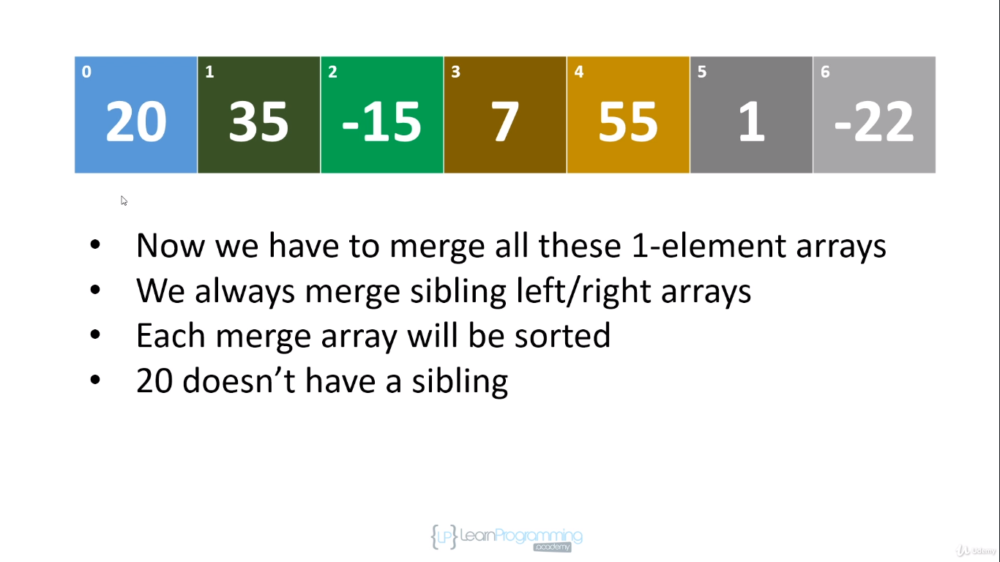 0 1 2 3 4 5 6
20 35 -15 7 55 1 -22
• Now we have to merge all these 1-element arrays
• We always merge sibling left/right arrays
• Each merge array will be sorted
• 20 doesn’t have a sibling
{LP} LearnProgramming
.academy
Udemy